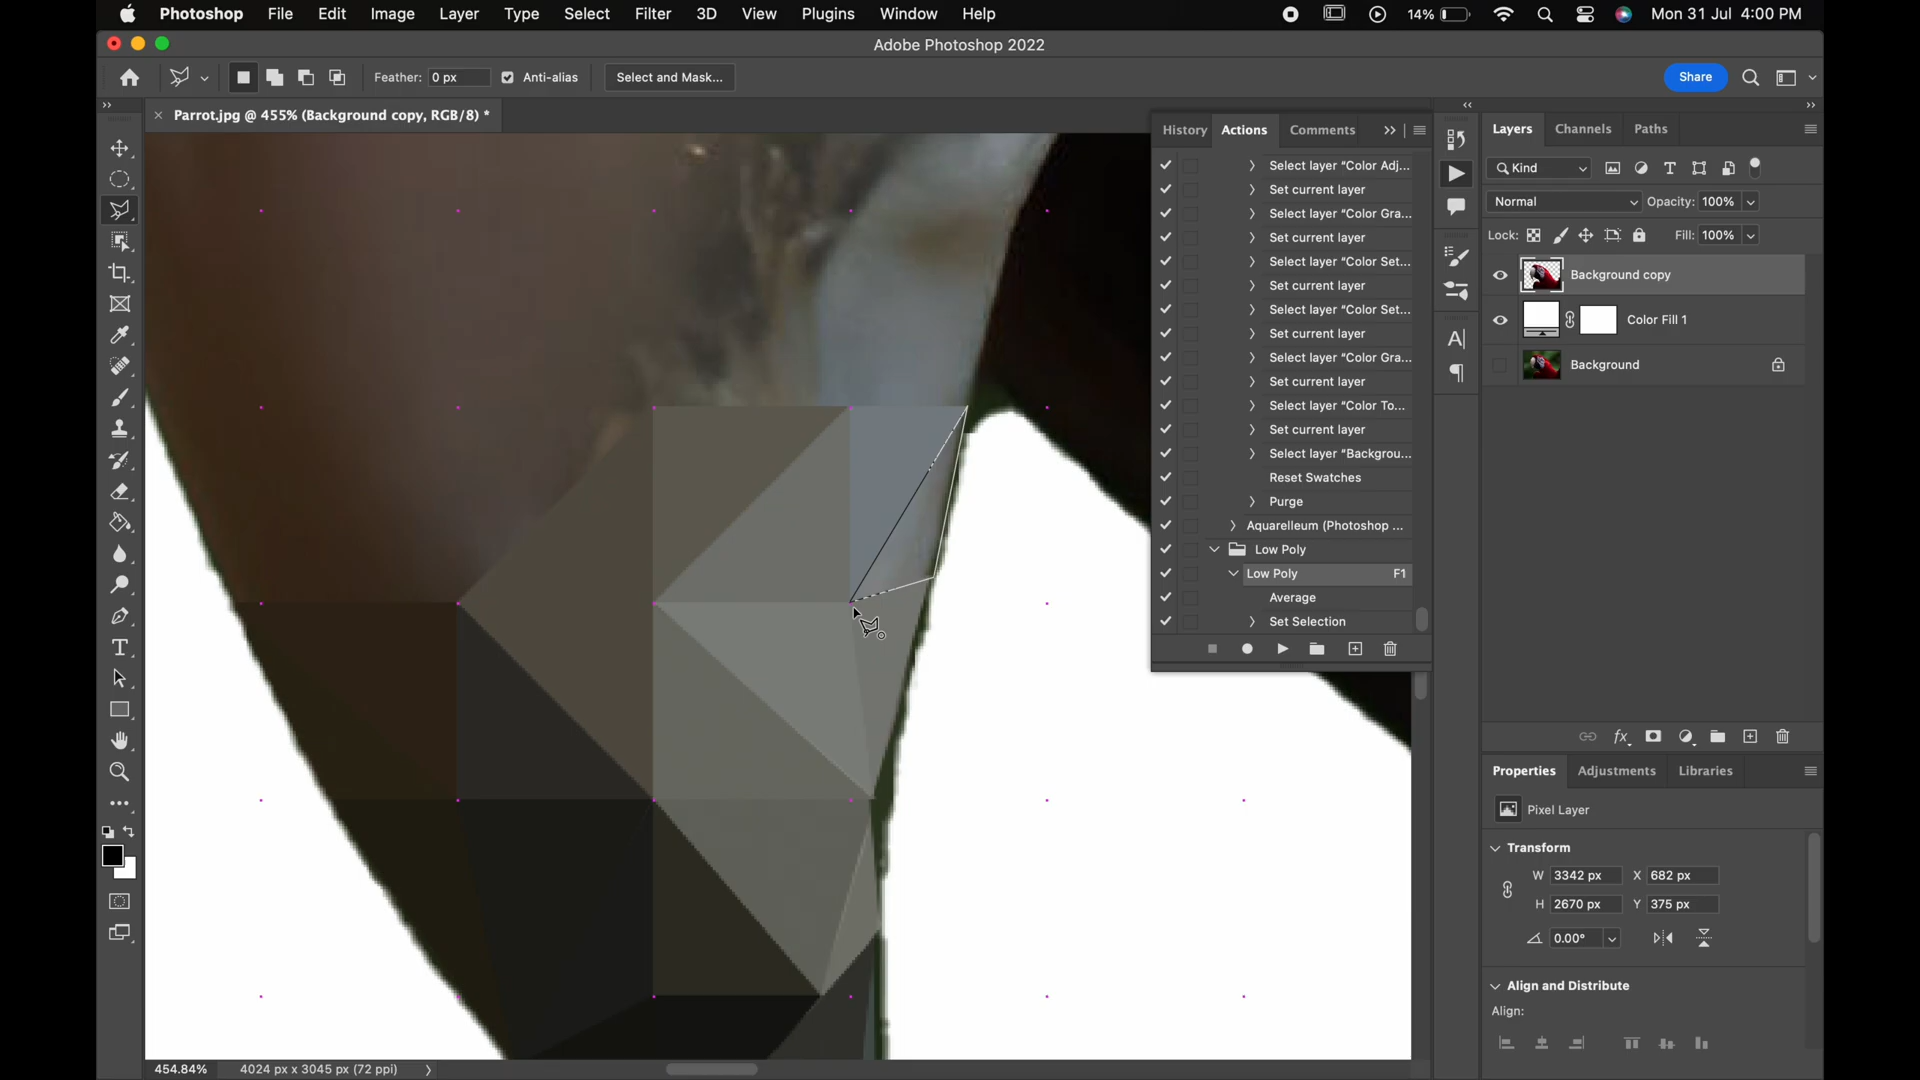 Photoshop File Edit Image Layer Type Select Filter 3D View Plugins Window Help 14% Mon 31 Jul 4:00 PM
Adobe Photoshop 2022
Feather: 0 px Anti-alias Select and Mask... Share
Parrot.jpg @ 455% (Background copy, RGB/8) *
History Actions Comments
Select layer “Color Adj...
Set current layer
Select layer “Color Gra...
Set current layer
Select layer “Color Set...
Set current layer
Select layer “Color Set...
Set current layer
Select layer “Color Gra...
Set current layer
Select layer “Color To...
Set current layer
Select layer “Backgrou...
Reset Swatches
Purge
Aquarelleum (Photoshop ...
Low Poly
Low Poly F1
Average
Set Selection
Layers Channels Paths
Kind
Normal Opacity: 100%
Lock: Fill: 100%
Background copy
Color Fill 1
Background
Properties Adjustments Libraries
Pixel Layer
Transform
W 3342 px X 682 px
H 2670 px Y 375 px
0.00°
Align and Distribute
Align:
454.84% 4024 px x 3045 px (72 ppi)